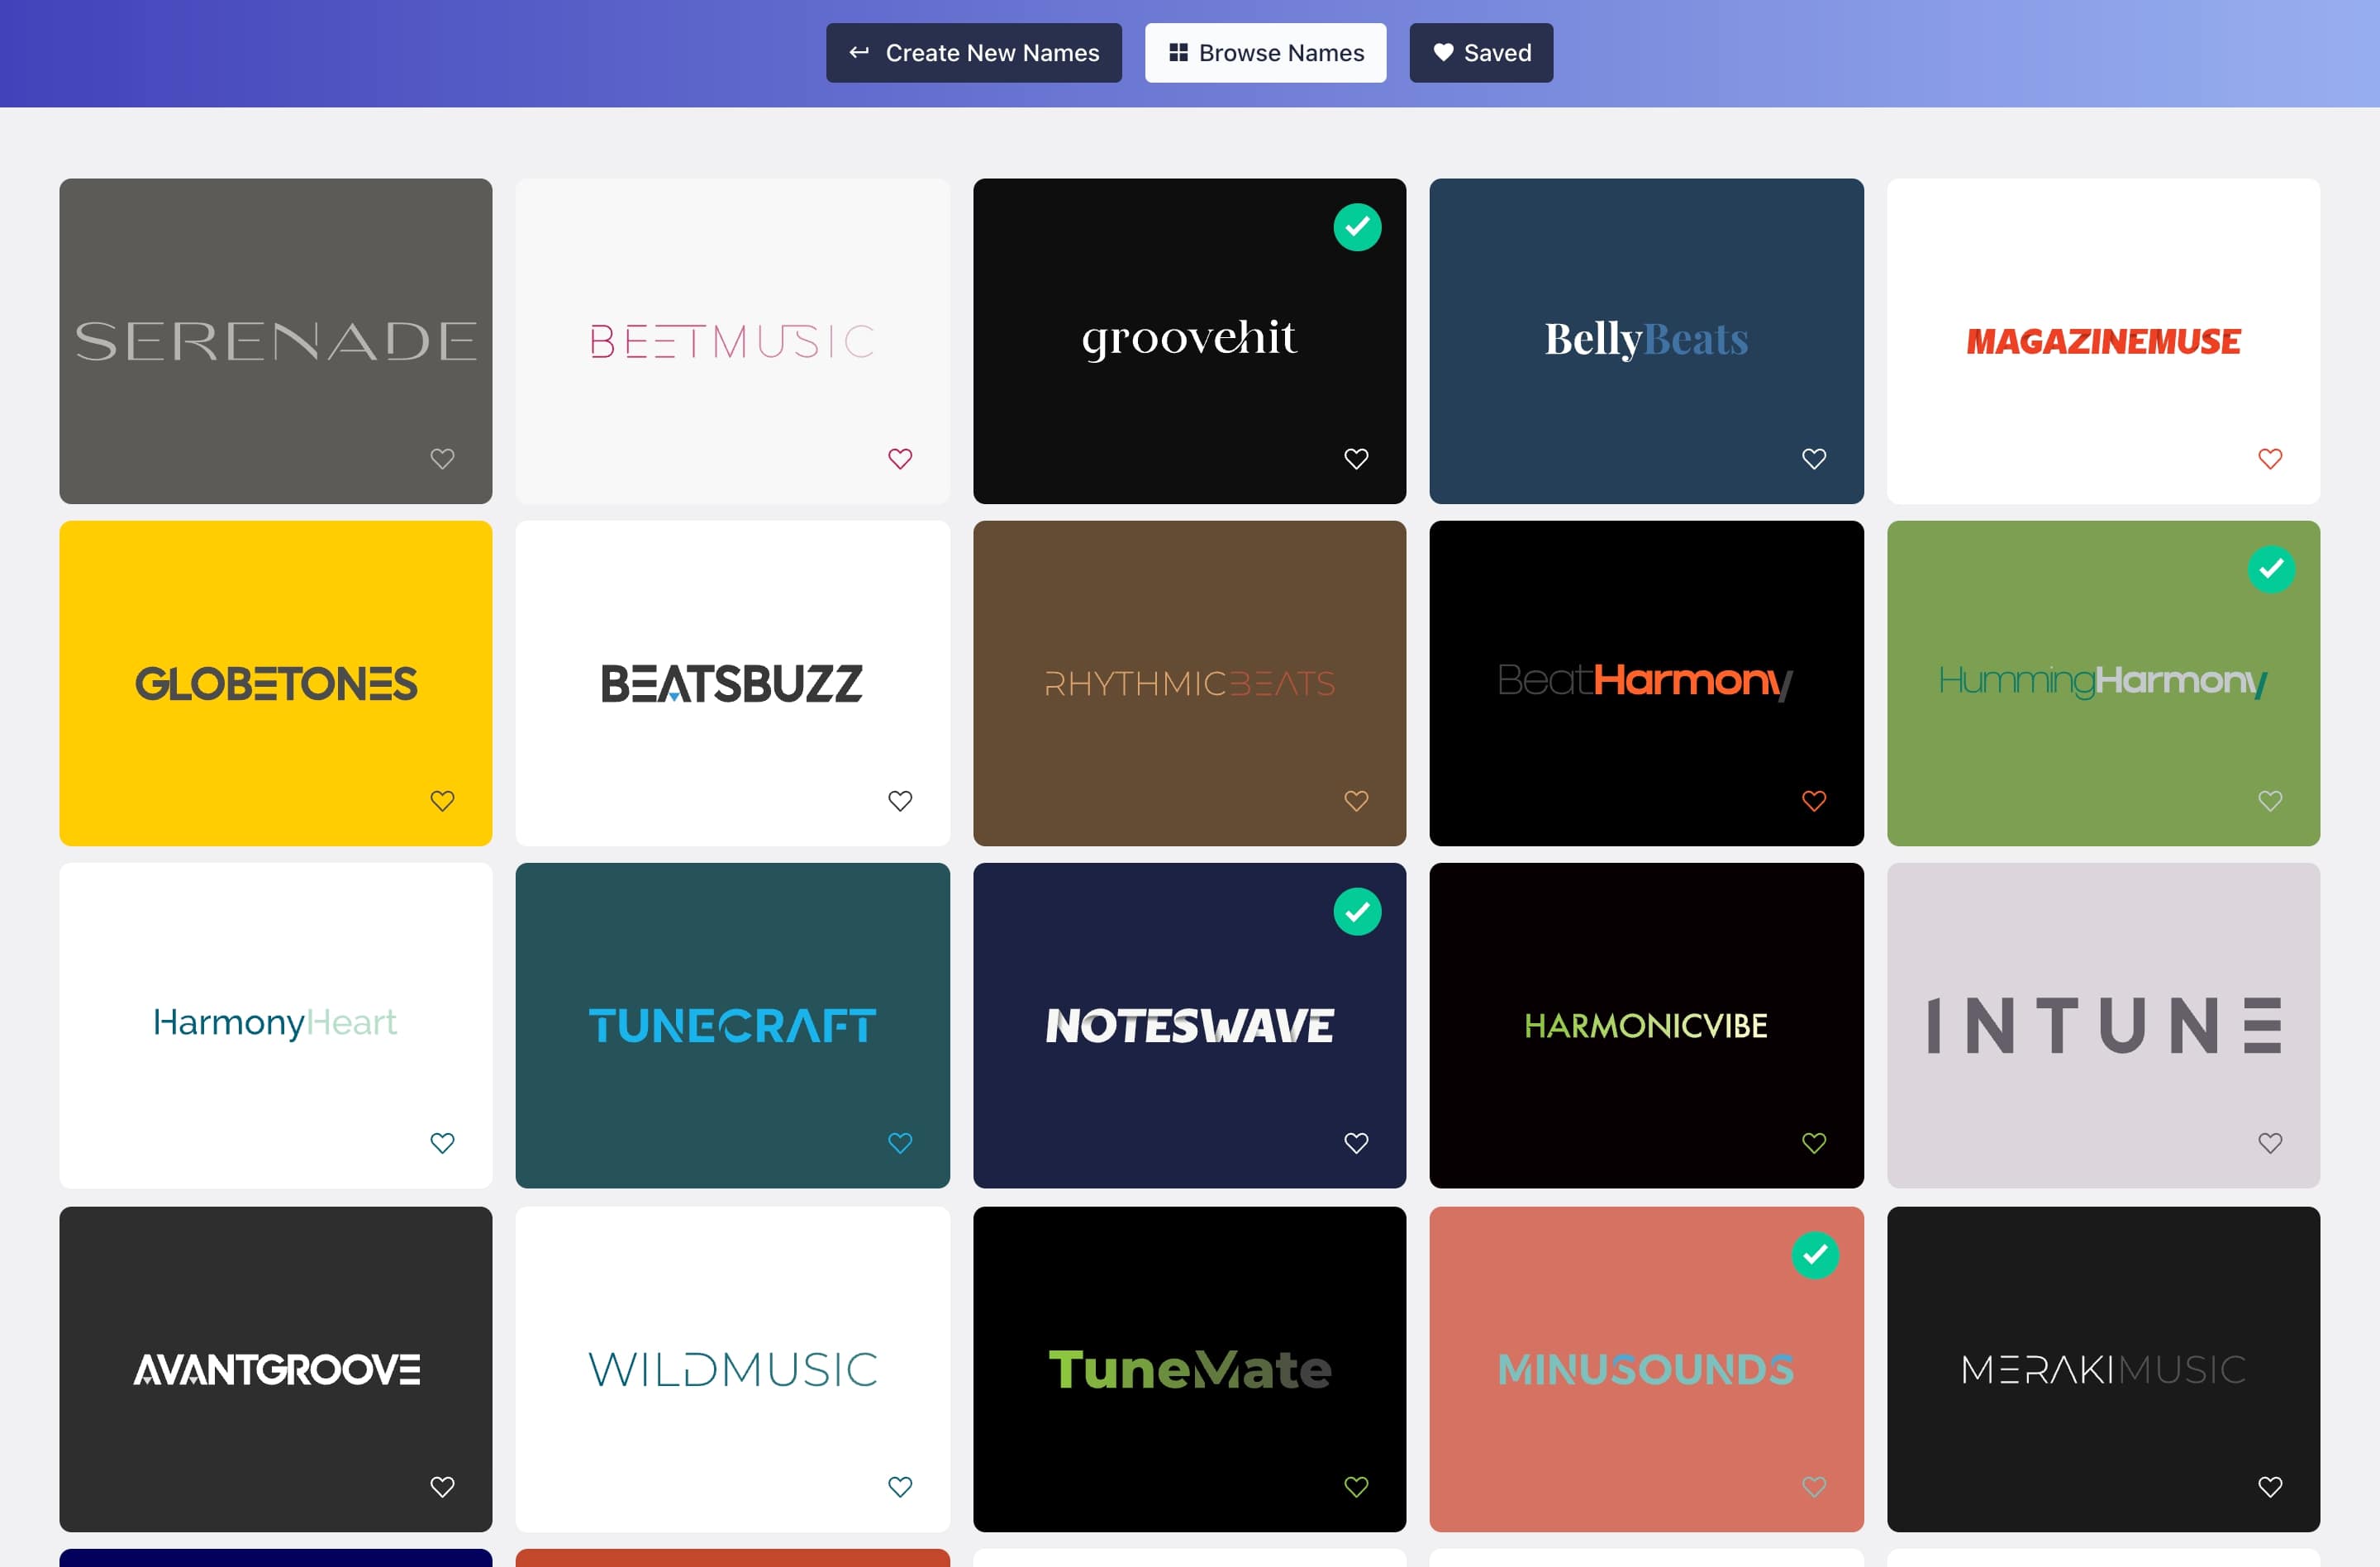 Create New Names
Browse Names
Saved
SERENADE
BEETMUSIC
groovehit
BellyBeats
MAGAZINEMUSE
GLOBETONES
BEATSBUZZ
RHYTHMICBEATS
BeatHarmony
HummingHarmony
HarmonyHeart
TUNECRAFT
NOTESWAVE
HARMONICVIBE
INTUNE
AVANTGROOVE
WILDMUSIC
TuneMate
MINUSOUNDS
MERAKIMUSIC